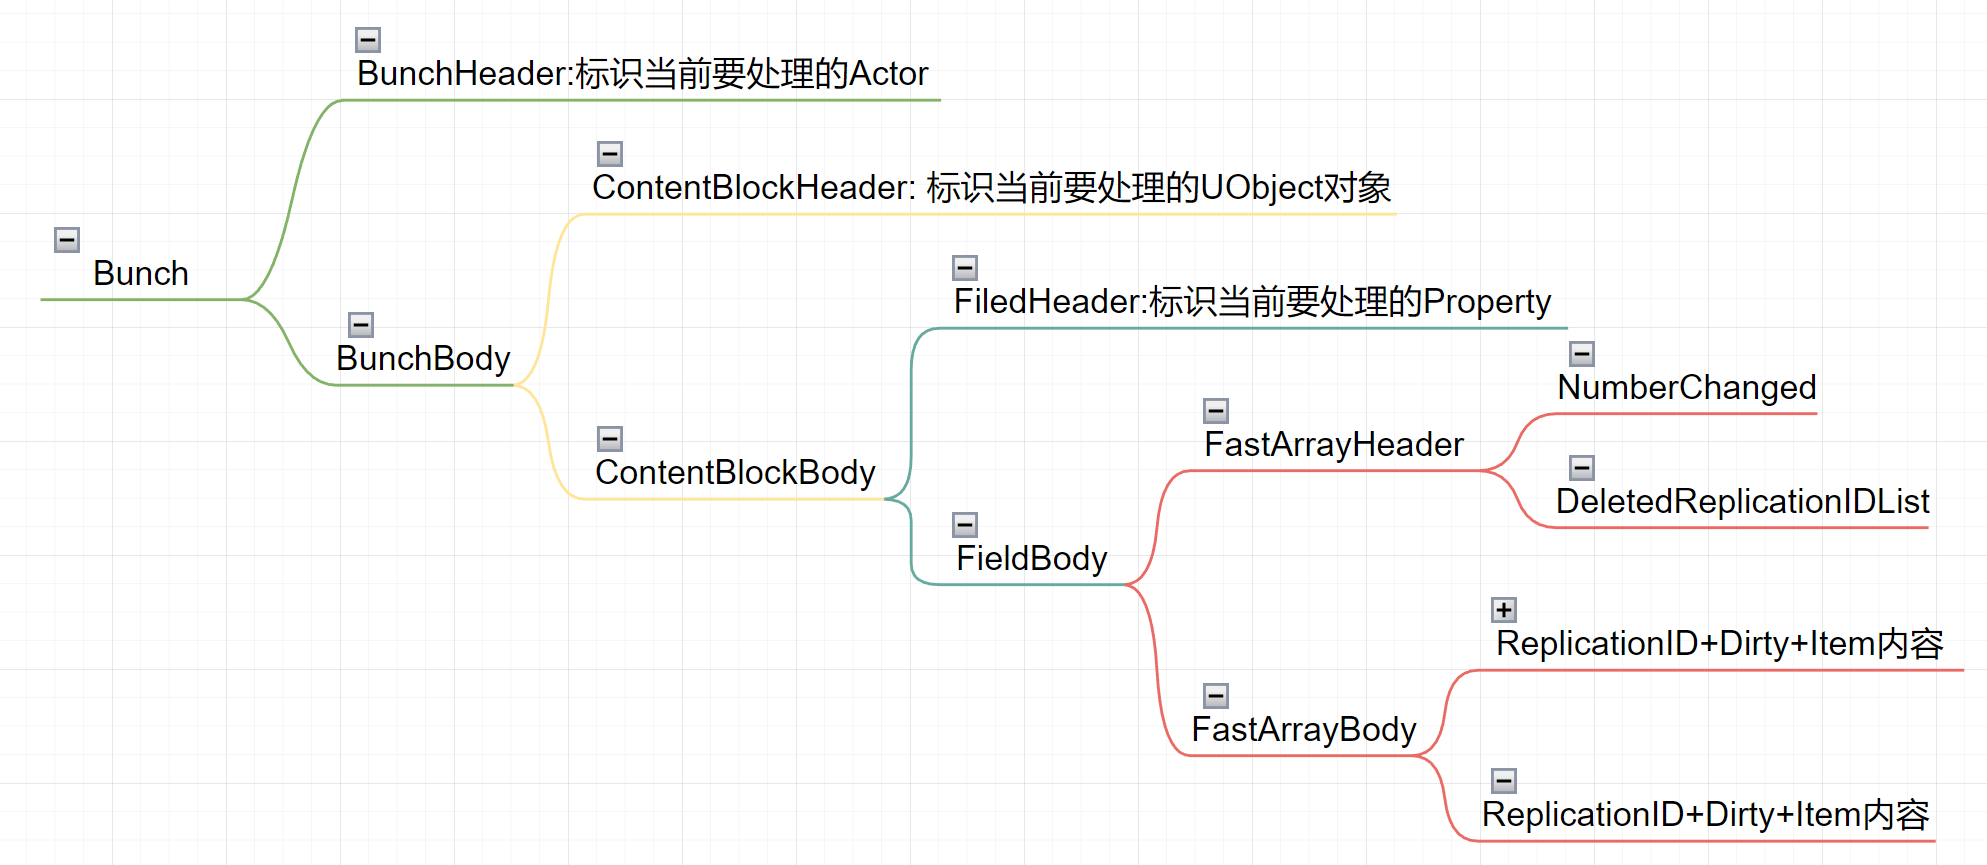 BunchHeader:标识当前要处理的Actor
ContentBlockHeader: 标识当前要处理的UObject对象
Bunch
FiledHeader:标识当前要处理的Property
BunchBody
NumberChanged
FastArrayHeader
ContentBlockBody
DeletedReplicationIDList
FieldBody
ReplicationID+Dirty+Item内容
FastArrayBody
ReplicationID+Dirty+Item内容